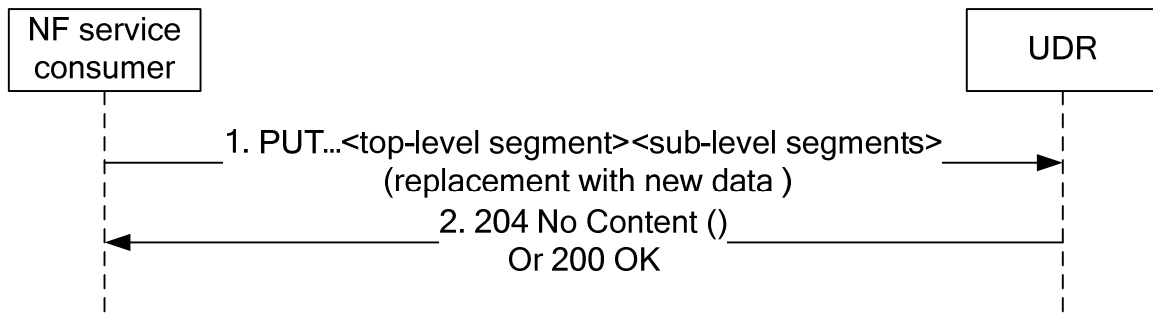 NF service
consumer
UDR
1. PUT...<top-level segment><sub-level segments>
(replacement with new data )
2. 204 No Content ()
Or 200 OK